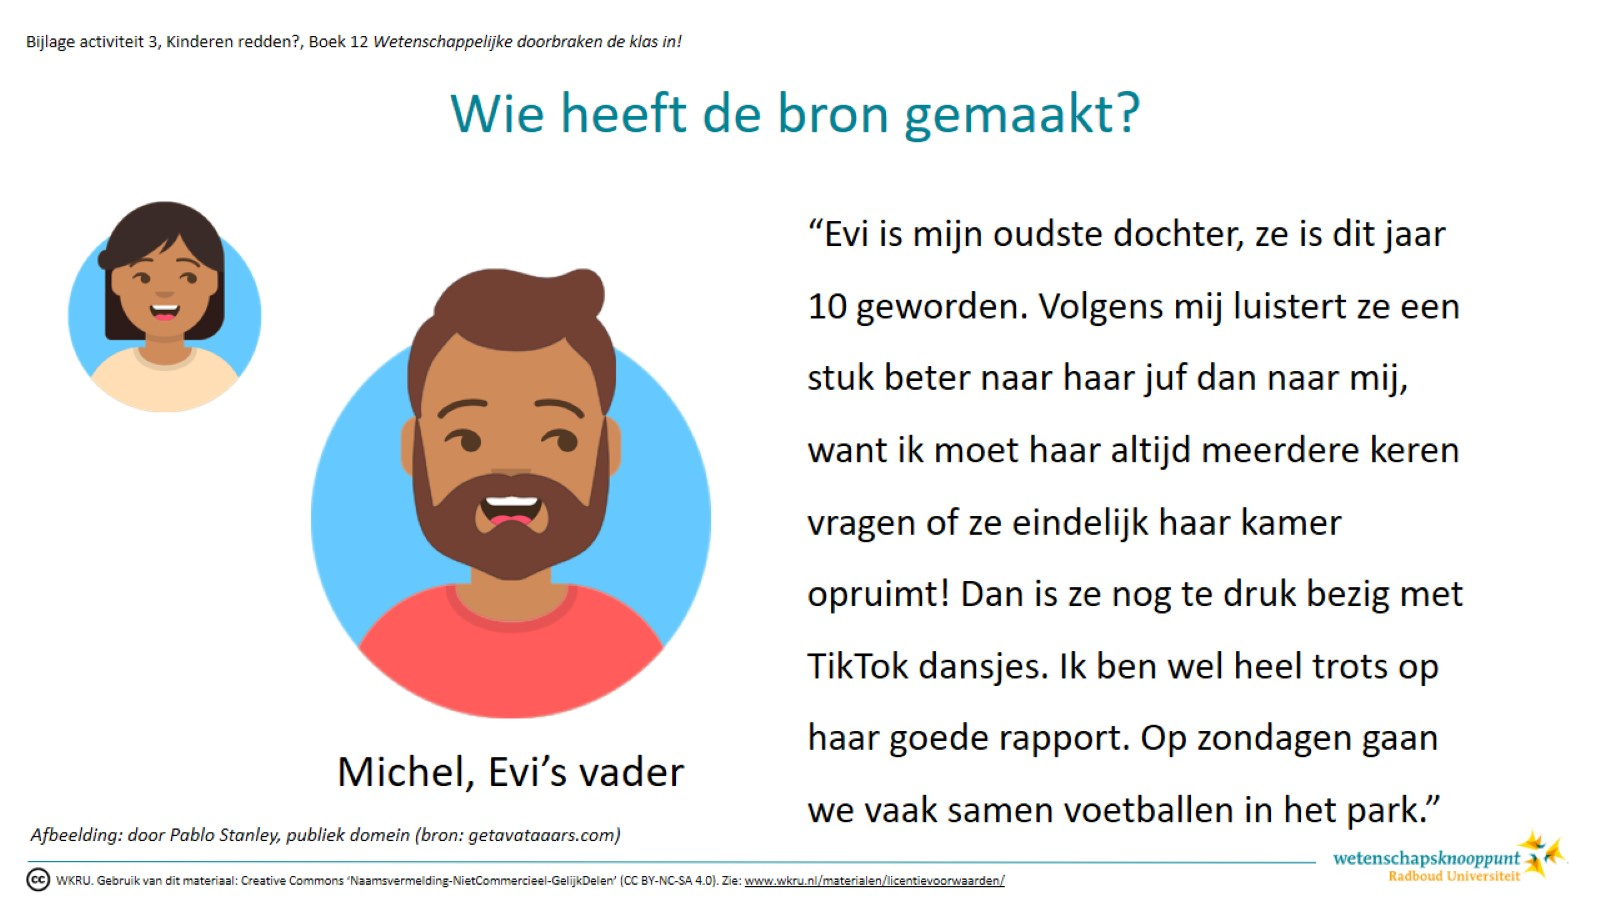 Bijlage activiteit 3, Kinderen redden?, Boek 12 Wetenschappelijke doorbraken de klas in!
Wie heeft de bron gemaakt?
“Evi is mijn oudste dochter, ze is dit jaar
10 geworden. Volgens mij luistert ze een
stuk beter naar haar juf dan naar mij,
want ik moet haar altijd meerdere keren
vragen of ze eindelijk haar kamer
opruimt! Dan is ze nog te druk bezig met
TikTok dansjes. Ik ben wel heel trots op
haar goede rapport. Op zondagen gaan
we vaak samen voetballen in het park.”
Michel, Evi’s vader
Afbeelding: door Pablo Stanley, publiek domein (bron: getavataaars.com)
wetenschapsknooppunt
Radboud Universiteit
cc WKRU. Gebruik van dit materiaal: Creative Commons ‘Naamsvermelding-NietCommercieel-GelijkDelen’ (CC BY-NC-SA 4.0). Zie: www.wkru.nl/materialen/licentievoorwaarden/